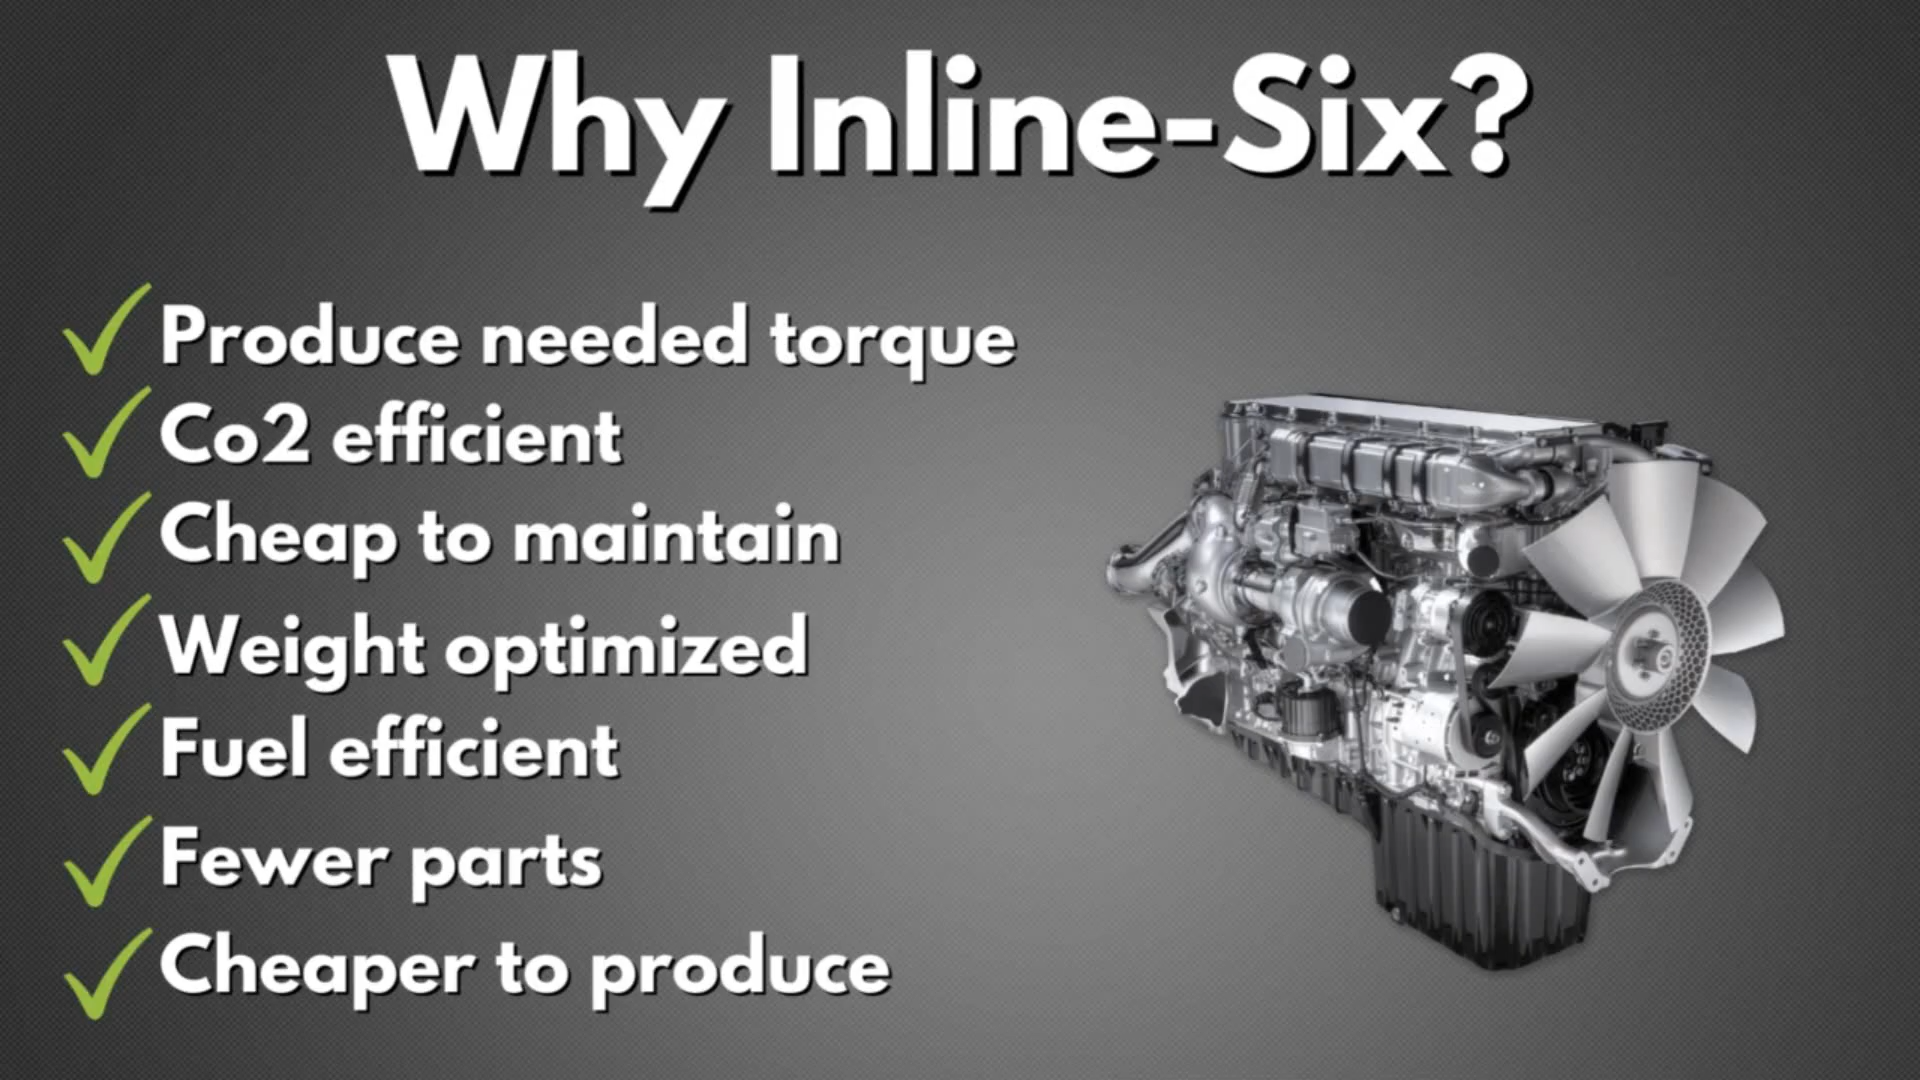 Why Inline-Six?
Produce needed torque
Co2 efficient
Cheap to maintain
Weight optimized
Fuel efficient
Fewer parts
Cheaper to produce